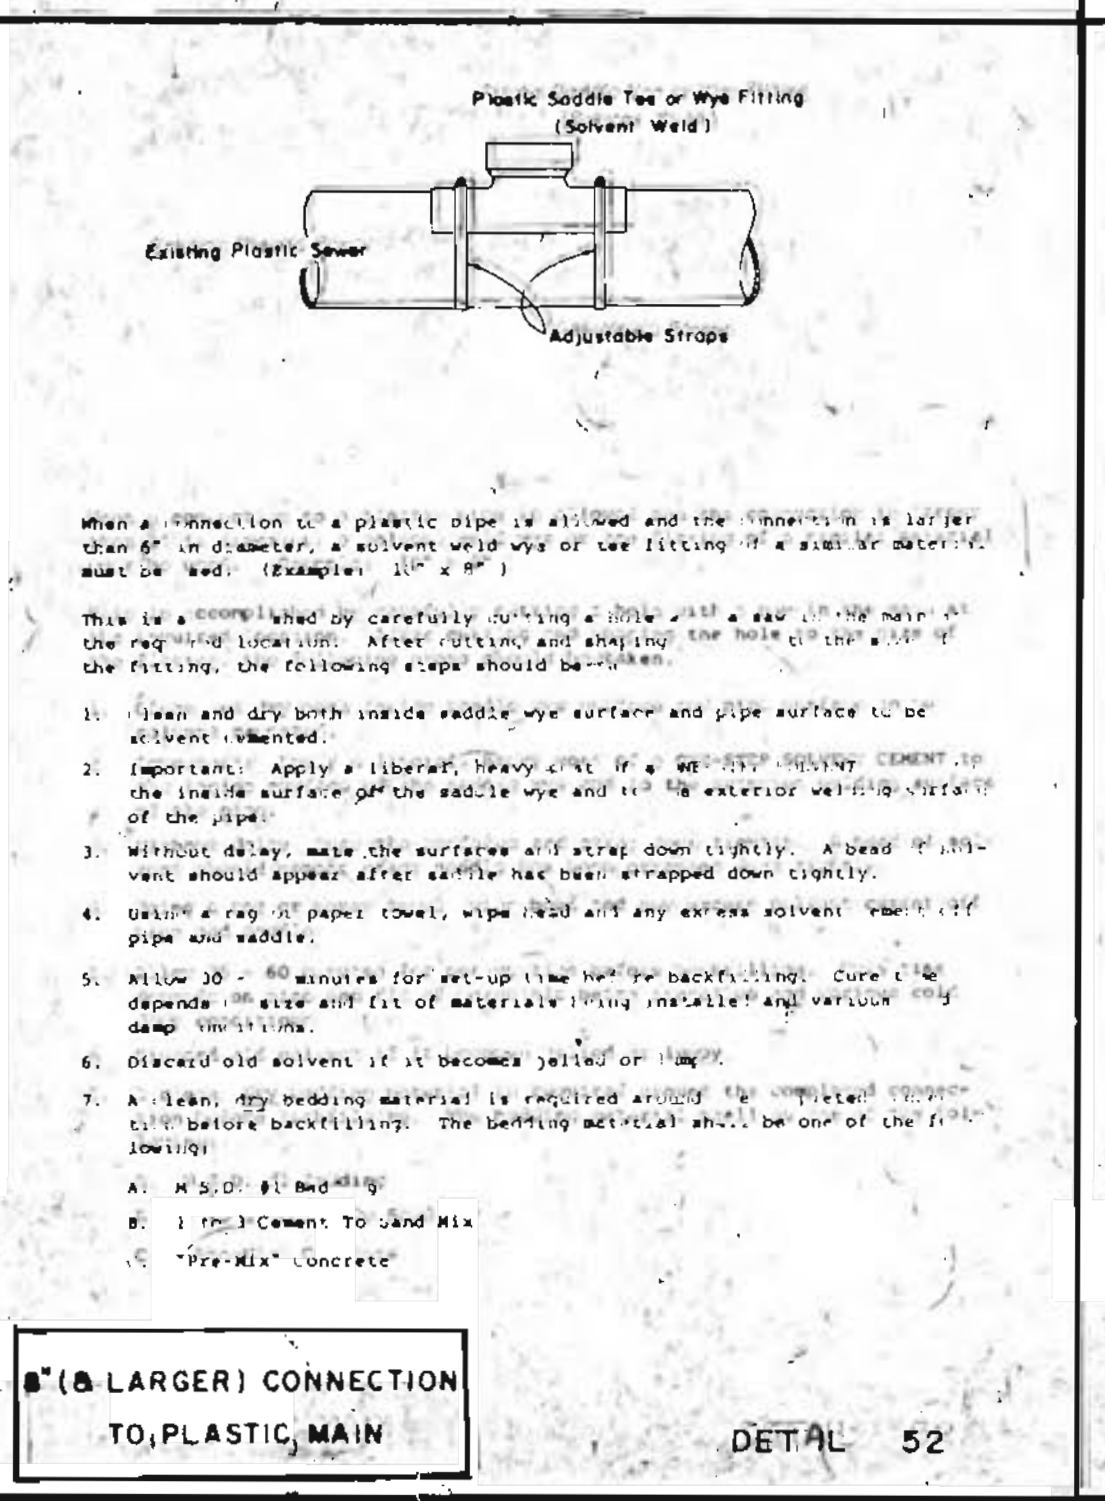 Plastic Saddle Tee or Wye Fitting
(Solvent Weld)
Existing Plastic Sewer
Adjustable Straps
When a connection to a plastic pipe is allowed and the connection is larger
than 6" in diameter, a solvent weld wye or tee fitting of a similar material
must be used. (Example: 10" x 8")
This is accomplished by carefully cutting a hole with a saw in the main at
the required location. After cutting and shaping the hole to the of
the fitting, the following steps should be taken.
1. Clean and dry both inside saddle wye surface and pipe surface to be
solvent cemented.
2. Important: Apply a liberal, heavy coat of a SOLVENT CEMENT to
the inside surface of the saddle wye and to the exterior welding surface
of the pipe.
3. Without delay, mate the surfaces and strap down tightly. A bead of sol-
vent should appear after saddle has been strapped down tightly.
4. Using a rag or paper towel, wipe bead and any excess solvent cement off
pipe and saddle.
5. Allow 30 - 60 minutes for set-up time before backfilling. Cure time
depends on size and fit of materials being installed and various cold
damp conditions.
6. Discard old solvent if it becomes jelled or lumpy.
7. A clean, dry bedding material is required around the completed connec-
tion before backfilling. The bedding material shall be one of the fol-
lowing:
A. M.S.D. #1 Bedding
B. 1 to 3 Cement To Sand Mix
C. "Pre-Mix" Concrete
8" (& LARGER) CONNECTION
TO PLASTIC MAIN
DETAIL 52